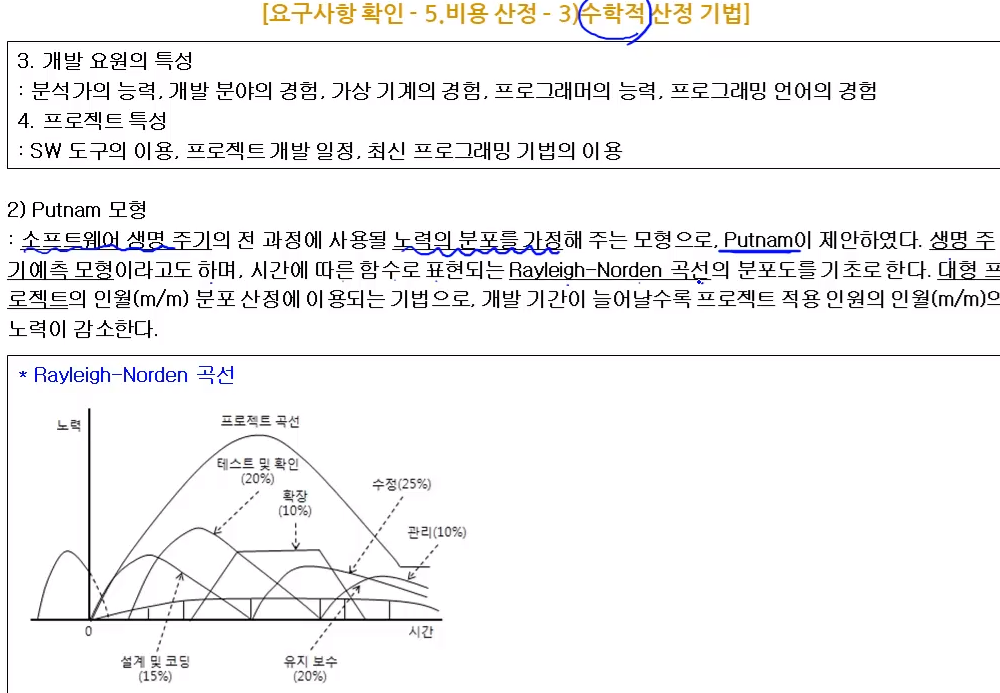 [요구사항 확인 - 5.비용 산정 - 3)수학적 산정 기법]
3. 개발 요원의 특성
: 분석가의 능력, 개발 분야의 경험, 가상 기계의 경험, 프로그래머의 능력, 프로그래밍 언어의 경험
4. 프로젝트 특성
: SW 도구의 이용, 프로젝트 개발 일정, 최신 프로그래밍 기법의 이용
2) Putnam 모형
: 소프트웨어 생명 주기의 전 과정에 사용될 노력의 분포를 가정해 주는 모형으로, Putnam이 제안하였다. 생명 주
기예측 모형이라고도 하며, 시간에 따른 함수로 표현되는 Rayleigh-Norden 곡선의 분포도를 기초로 한다. 대형 프
로젝트의 인월(m/m) 분포 산정에 이용되는 기법으로, 개발 기간이 늘어날수록 프로젝트 적용 인원의 인월(m/m)의
노력이 감소한다.
* Rayleigh-Norden 곡선
노력
프로젝트 곡선
테스트 및 확인
(20%)
확장
(10%)
수정(25%)
관리(10%)
0
시간
설계 및 코딩
(15%)
유지 보수
(20%)